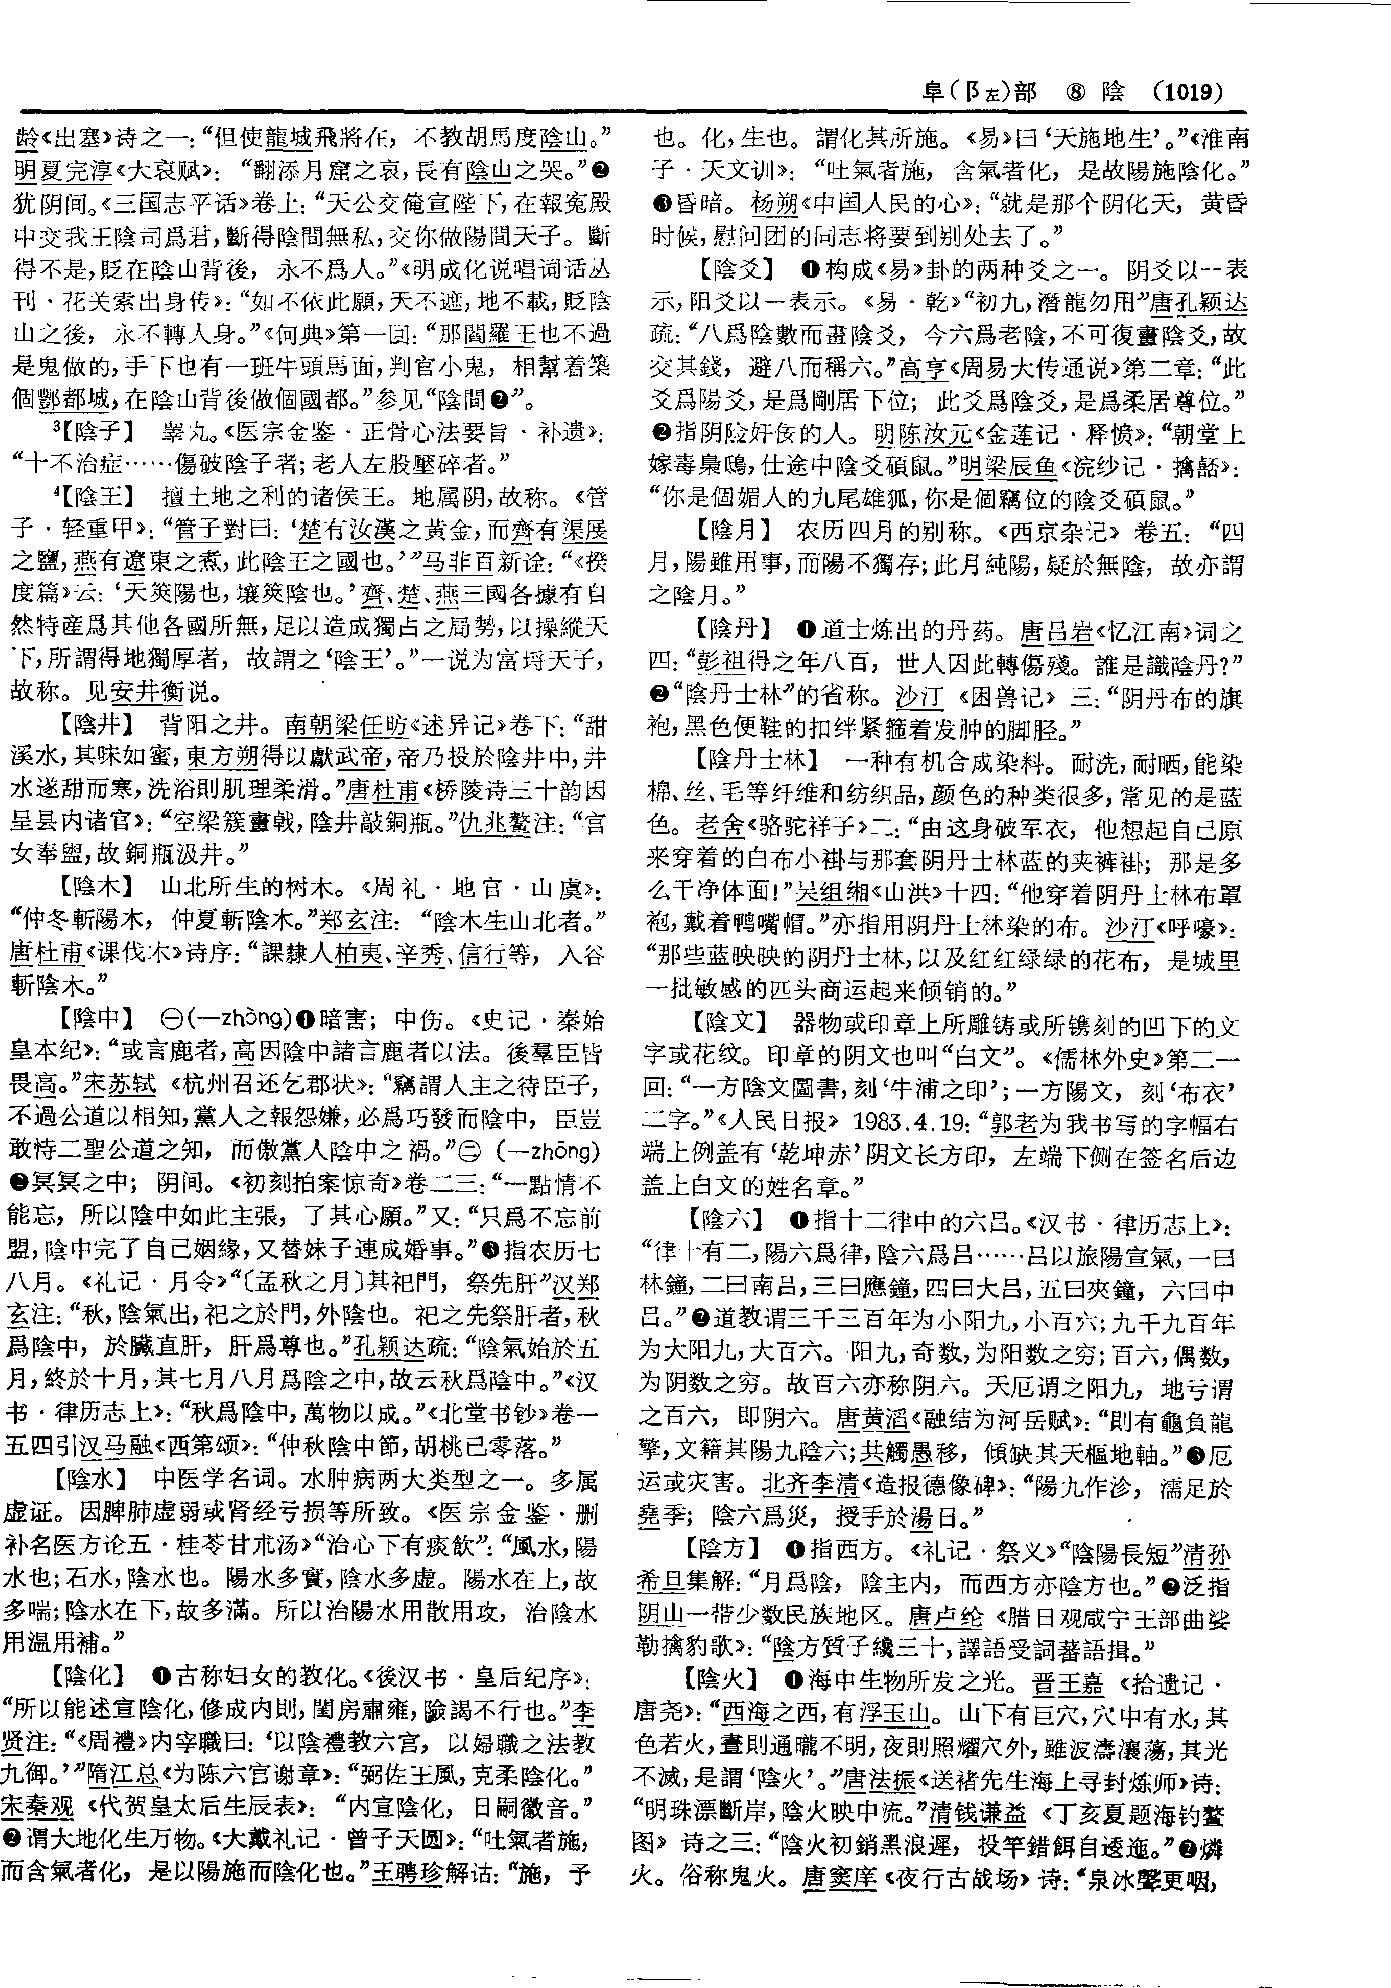 阜(阝左)部　⑧　陰　(1019)
龄《出塞》诗之一：“但使龍城飛將在，不教胡馬度陰山。”
明夏完淳《大哀赋》：“翻添月窟之哀，長有陰山之哭。”❷
犹阴间。《三国志平话》卷上：“天公交俺宣陛下，在報冤殿
中交我王陰司爲君，斷得陰間無私，交你做陽間天子。斷
得不是，貶在陰山背後，永不爲人。”《明成化说唱词话丛
刊·花关索出身传》：“如不依此願，天不遮，地不載，貶陰
山之後，永不轉人身。”《何典》第一回：“那閻羅王也不過
是鬼做的，手下也有一班牛頭馬面，判官小鬼，相幫着築
個酆都城，在陰山背後做個國都。”参见“陰間❷”。
³【陰子】　睾丸。《医宗金鉴·正骨心法要旨·补遗》：
“十不治症……傷破陰子者；老人左股壓碎者。”
⁴【陰王】　擅土地之利的诸侯王。地属阴，故称。《管
子·轻重甲》：“管子對曰：‘楚有汝漢之黃金，而齊有渠展
之鹽，燕有遼東之煮，此陰王之國也。’”马非百新诠：“《揆
度篇》云：‘天筴陽也，壤筴陰也。’齊、楚、燕三國各據有自
然特産爲其他各國所無，足以造成獨占之局勢，以操縱天
下，所謂得地獨厚者，故謂之‘陰王’。”一说为富埒天子，
故称。见安井衡说。
【陰井】　背阳之井。南朝梁任昉《述异记》卷下：“甜
溪水，其味如蜜，東方朔得以獻武帝，帝乃投於陰井中，井
水遂甜而寒，洗浴則肌理柔滑。”唐杜甫《桥陵诗三十韵因
呈县内诸官》：“空梁簇畫戟，陰井敲銅瓶。”仇兆鳌注：“宫
女奉盥，故銅瓶汲井。”
【陰木】　山北所生的树木。《周礼·地官·山虞》：
“仲冬斬陽木，仲夏斬陰木。”郑玄注：“陰木生山北者。”
唐杜甫《课伐木》诗序：“課隸人柏夷、辛秀、信行等，入谷
斬陰木。”
【陰中】　㊀(—zhòng)❶暗害；中伤。《史记·秦始
皇本纪》：“或言鹿者，高因陰中諸言鹿者以法。後羣臣皆
畏高。”宋苏轼《杭州召还乞郡状》：“竊謂人主之待臣子，
不過公道以相知，黨人之報怨嫌，必爲巧發而陰中，臣豈
敢恃二聖公道之知，而傲黨人陰中之禍。”㊁(—zhōng)
❷冥冥之中；阴间。《初刻拍案惊奇》卷二三：“一點情不
能忘，所以陰中如此主張，了其心願。”又：“只爲不忘前
盟，陰中完了自己姻緣，又替妹子連成婚事。”❸指农历七
八月。《礼记·月令》“〔孟秋之月〕其祀門，祭先肝”汉郑
玄注：“秋，陰氣出，祀之於門，外陰也。祀之先祭肝者，秋
爲陰中，於臟直肝，肝爲尊也。”孔颖达疏：“陰氣始於五
月，終於十月，其七月八月爲陰之中，故云秋爲陰中。”《汉
书·律历志上》：“秋爲陰中，萬物以成。”《北堂书钞》卷一
五四引汉马融《西第颂》：“仲秋陰中節，胡桃已零落。”
【陰水】　中医学名词。水肿病两大类型之一。多属
虚证。因脾肺虚弱或肾经亏损等所致。《医宗金鉴·删
补名医方论五·桂苓甘朮汤》“治心下有痰飲”：“風水，陽
水也；石水，陰水也。陽水多實，陰水多虚。陽水在上，故
多喘；陰水在下，故多滿。所以治陽水用散用攻，治陰水
用温用補。”
【陰化】　❶古称妇女的教化。《後汉书·皇后纪序》：
“所以能述宣陰化，修成内則，閨房肅雍，險謁不行也。”李
贤注：“《周禮》内宰職曰：‘以陰禮教六宫，以婦職之法教
九御。’”隋江总《为陈六宫谢章》：“弼佐王風，克柔陰化。”
宋秦观《代贺皇太后生辰表》：“内宣陰化，日嗣徽音。”
❷谓大地化生万物。《大戴礼记·曾子天圆》：“吐氣者施，
而含氣者化，是以陽施而陰化也。”王聘珍解诂：“施，予
也。化，生也。謂化其所施。《易》曰‘天施地生’。”《淮南
子·天文训》：“吐氣者施，含氣者化，是故陽施陰化。”
❸昏暗。杨朔《中国人民的心》：“就是那个阴化天，黄昏
时候，慰问团的同志将要到别处去了。”
【陰爻】　❶构成《易》卦的两种爻之一。阴爻以--表
示，阳爻以一表示。《易·乾》“初九，潛龍勿用”唐孔颖达
疏：“八爲陰數而畫陰爻，今六爲老陰，不可復畫陰爻，故
交其錢，避八而稱六。”高亨《周易大传通说》第二章：“此
爻爲陽爻，是爲剛居下位；此爻爲陰爻，是爲柔居尊位。”
❷指阴险奸佞的人。明陈汝元《金莲记·释愤》：“朝堂上
嫁毒梟鴟，仕途中陰爻碩鼠。”明梁辰鱼《浣纱记·擒嚭》：
“你是個媚人的九尾雄狐，你是個竊位的陰爻碩鼠。”
【陰月】　农历四月的别称。《西京杂记》卷五：“四
月，陽雖用事，而陽不獨存；此月純陽，疑於無陰，故亦謂
之陰月。”
【陰丹】　❶道士炼出的丹药。唐吕岩《忆江南》词之
四：“彭祖得之年八百，世人因此轉傷殘。誰是識陰丹？”
❷“陰丹士林”的省称。沙汀《困兽记》三：“阴丹布的旗
袍，黑色便鞋的扣绊紧箍着发肿的脚胫。”
【陰丹士林】　一种有机合成染料。耐洗，耐晒，能染
棉、丝、毛等纤维和纺织品，颜色的种类很多，常见的是蓝
色。老舍《骆驼祥子》二：“由这身破军衣，他想起自己原
来穿着的白布小褂与那套阴丹士林蓝的夹裤褂；那是多
么干净体面！”吴组缃《山洪》十四：“他穿着阴丹士林布罩
袍，戴着鸭嘴帽。”亦指用阴丹士林染的布。沙汀《呼嚎》：
“那些蓝映映的阴丹士林，以及红红绿绿的花布，是城里
一批敏感的匹头商运起来倾销的。”
【陰文】　器物或印章上所雕铸或所镌刻的凹下的文
字或花纹。印章的阴文也叫“白文”。《儒林外史》第二一
回：“一方陰文圖書，刻‘牛浦之印’；一方陽文，刻‘布衣’
二字。”《人民日报》1983.4.19：“郭老为我书写的字幅右
端上侧盖有‘乾坤赤’阴文长方印，左端下侧在签名后边
盖上白文的姓名章。”
【陰六】　❶指十二律中的六吕。《汉书·律历志上》：
“律十有二，陽六爲律，陰六爲吕……吕以旅陽宣氣，一曰
林鐘，二曰南吕，三曰應鐘，四曰大吕，五曰夾鐘，六曰中
吕。”❷道教谓三千三百年为小阳九，小百六；九千九百年
为大阳九，大百六。阳九，奇数，为阳数之穷；百六，偶数，
为阴数之穷。故百六亦称阴六。天厄谓之阳九，地亏谓
之百六，即阴六。唐黄滔《融结为河岳赋》：“則有龜負龍
擎，文籍其陽九陰六；共觸愚移，傾缺其天樞地軸。”❸厄
运或灾害。北齐李清《造报德像碑》：“陽九作沴，濡足於
堯季；陰六爲災，授手於湯日。”
【陰方】　❶指西方。《礼记·祭义》“陰陽長短”清孙
希旦集解：“月爲陰，陰主内，而西方亦陰方也。”❷泛指
阴山一带少数民族地区。唐卢纶《腊日观咸宁王部曲娑
勒擒豹歌》：“陰方質子纔三十，譯語受詞蕃語揖。”
【陰火】　❶海中生物所发之光。晋王嘉《拾遗记·
唐尧》：“西海之西，有浮玉山。山下有巨穴，穴中有水，其
色若火，晝則通曨不明，夜則照耀穴外，雖波濤瀼蕩，其光
不滅，是謂‘陰火’。”唐法振《送褚先生海上寻封炼师》诗：
“明珠漂斷岸，陰火映中流。”清钱谦益《丁亥夏题海钓鳌
图》诗之三：“陰火初銷黑浪遲，投竿錯餌自逶迤。”❷燐
火。俗称鬼火。唐窦庠《夜行古战场》诗：“泉冰聲更咽，